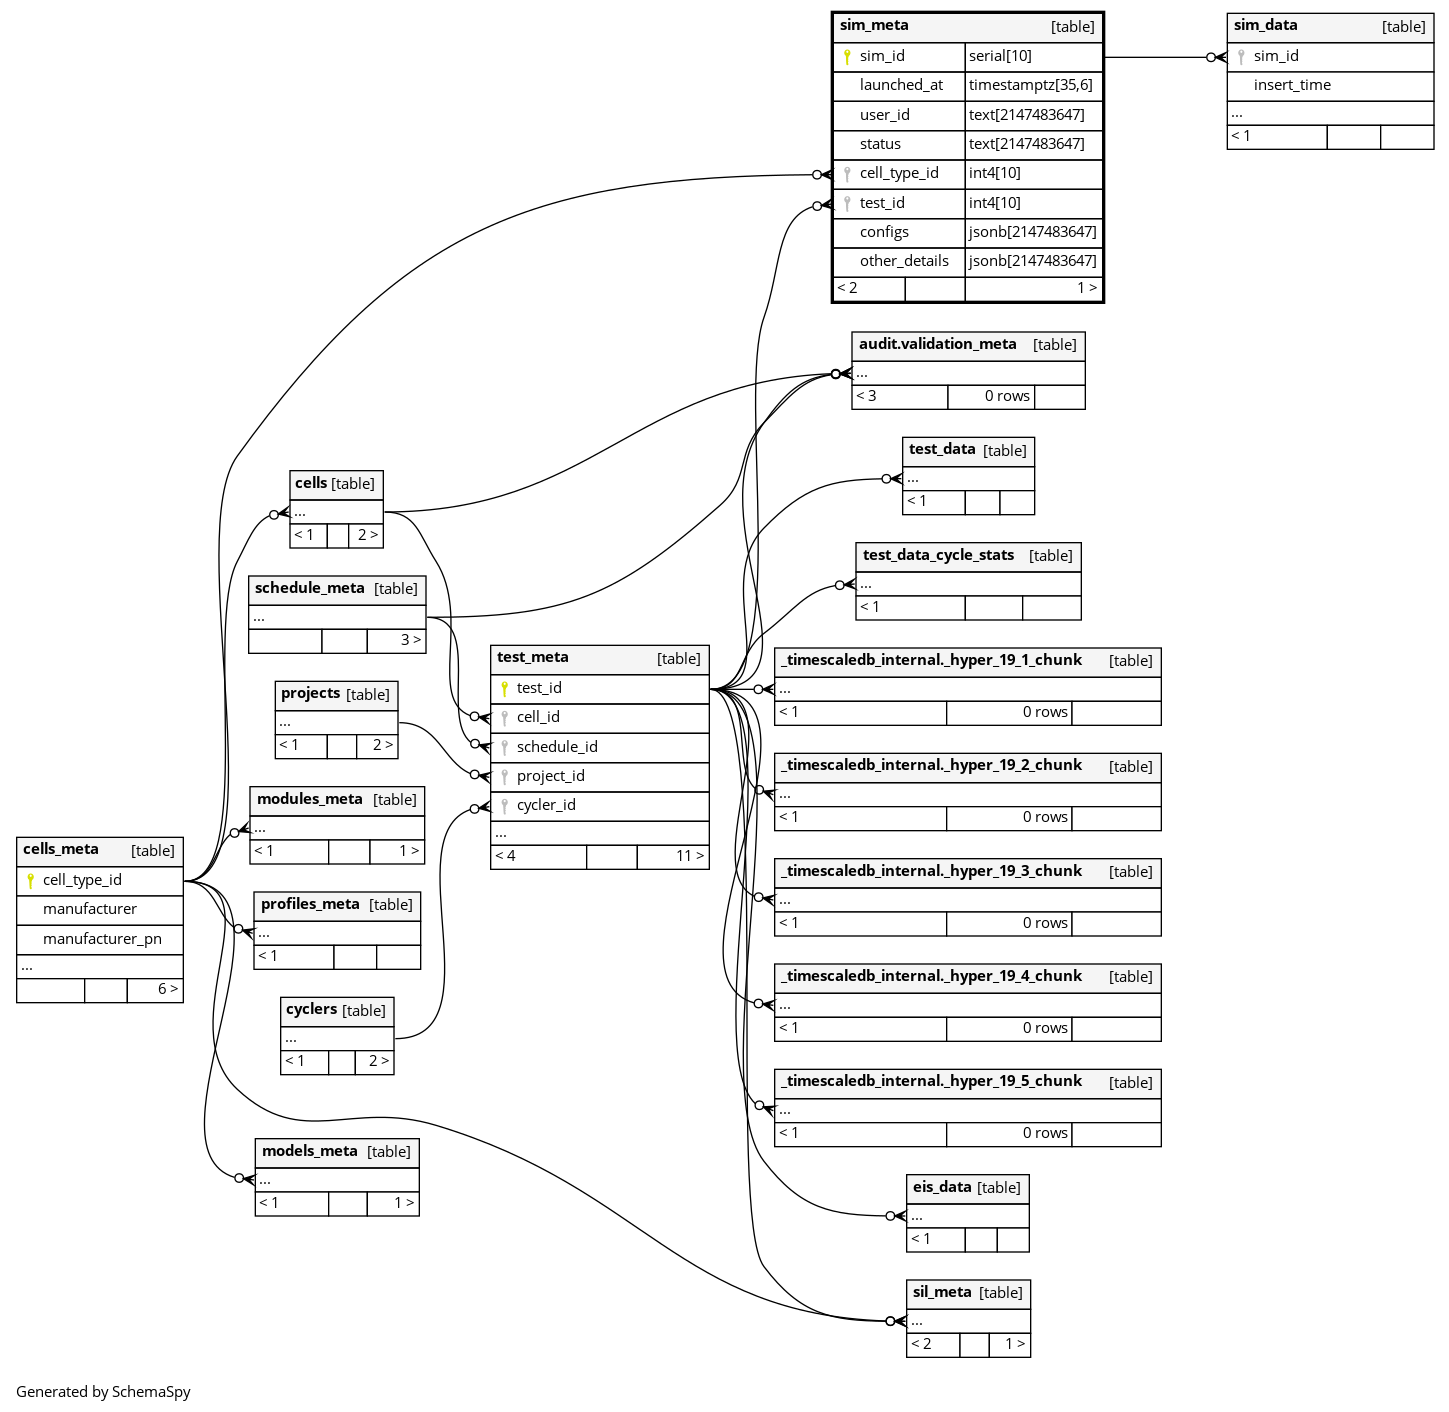 sim_meta [table]
sim_id serial[10]
launched_at timestamptz[35,6]
user_id text[2147483647]
status text[2147483647]
cell_type_id int4[10]
test_id int4[10]
configs jsonb[2147483647]
other_details jsonb[2147483647]
< 2 1 >
sim_data [table]
sim_id
insert_time
...
< 1
audit.validation_meta [table]
...
< 3 0 rows
test_data [table]
...
< 1
cells [table]
...
< 1 2 >
test_data_cycle_stats [table]
...
< 1
schedule_meta [table]
...
3 >
test_meta [table]
test_id
cell_id
schedule_id
project_id
cycler_id
...
< 4 11 >
_timescaledb_internal._hyper_19_1_chunk [table]
...
< 1 0 rows
projects [table]
...
< 1 2 >
_timescaledb_internal._hyper_19_2_chunk [table]
...
< 1 0 rows
modules_meta [table]
...
< 1 1 >
cells_meta [table]
cell_type_id
manufacturer
manufacturer_pn
...
6 >
_timescaledb_internal._hyper_19_3_chunk [table]
...
< 1 0 rows
profiles_meta [table]
...
< 1
_timescaledb_internal._hyper_19_4_chunk [table]
...
< 1 0 rows
cyclers [table]
...
< 1 2 >
_timescaledb_internal._hyper_19_5_chunk [table]
...
< 1 0 rows
models_meta [table]
...
< 1 1 >
eis_data [table]
...
< 1
sil_meta [table]
...
< 2 1 >
Generated by SchemaSpy